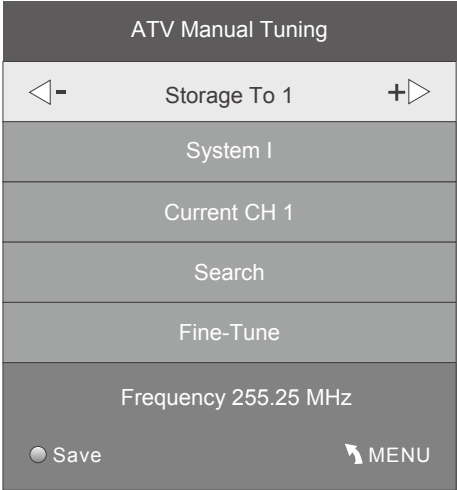 ATV Manual Tuning
- Storage To 1 +
System I
Current CH 1
Search
Fine-Tune
Frequency 255.25 MHz
Save MENU